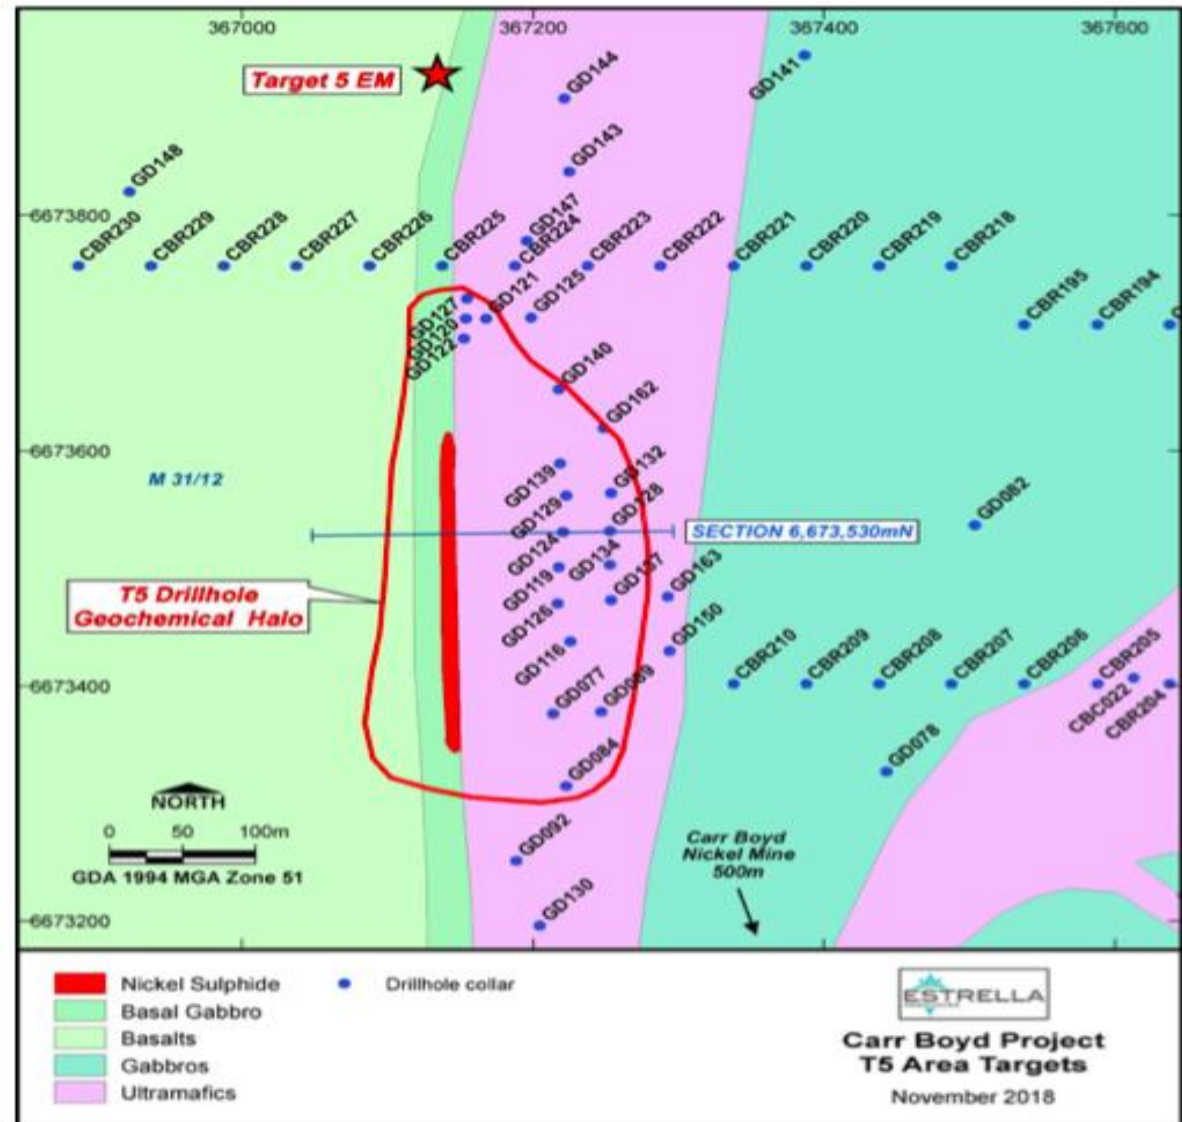 367000
367200
367400
367600
Target 5 EM
GD144
GD141
GD143
GD148
6673800
CBR230
CBR229
CBR228
CBR227
CBR226
CBR225
GD147
CBR224
CBR223
CBR222
CBR221
CBR220
CBR219
CBR218
GD127
GD120
GD122
GD121
GD125
CBR195
CBR194
GD140
GD162
6673600
M 31/12
GD139
GD132
GD129
GD128
GD082
SECTION 6,673,530mN
GD124
GD134
GD119
GD137
GD163
T5 Drillhole
Geochemical Halo
GD126
GD150
GD116
6673400
CBR210
CBR209
CBR208
CBR207
CBR206
CBR205
CBC022
CBR204
GD077
GD089
GD078
GD084
NORTH
0 50 100m
GDA 1994 MGA Zone 51
GD092
Carr Boyd
Nickel Mine
500m
GD130
6673200
Nickel Sulphide
Drillhole collar
Basal Gabbro
Basalts
Gabbros
Ultramafics
ESTRELLA
Carr Boyd Project
T5 Area Targets
November 2018